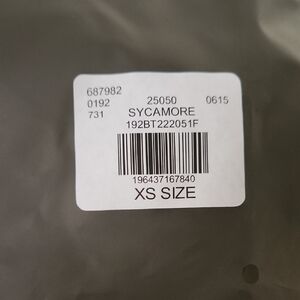 687982
0192 25050 0615
731 SYCAMORE
192BT222051F
196437167840
XS SIZE